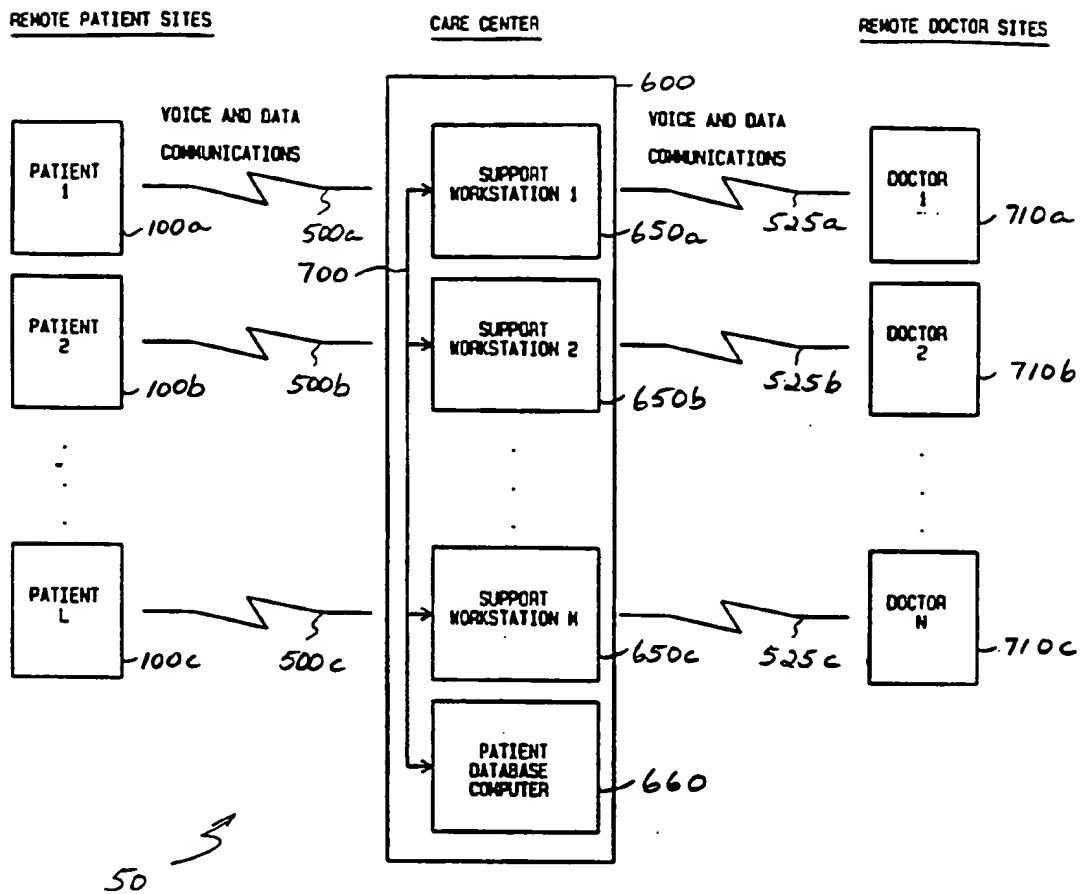 REMOTE PATIENT SITES
CARE CENTER
REMOTE DOCTOR SITES
600
VOICE AND DATA
COMMUNICATIONS
VOICE AND DATA
COMMUNICATIONS
PATIENT
1
100a
500a
SUPPORT
WORKSTATION 1
650a
525a
DOCTOR
1
710a
700
PATIENT
2
100b
500b
SUPPORT
WORKSTATION 2
650b
525b
DOCTOR
2
710b
PATIENT
L
100c
500c
SUPPORT
WORKSTATION M
650c
525c
DOCTOR
N
710c
PATIENT
DATABASE
COMPUTER
660
50